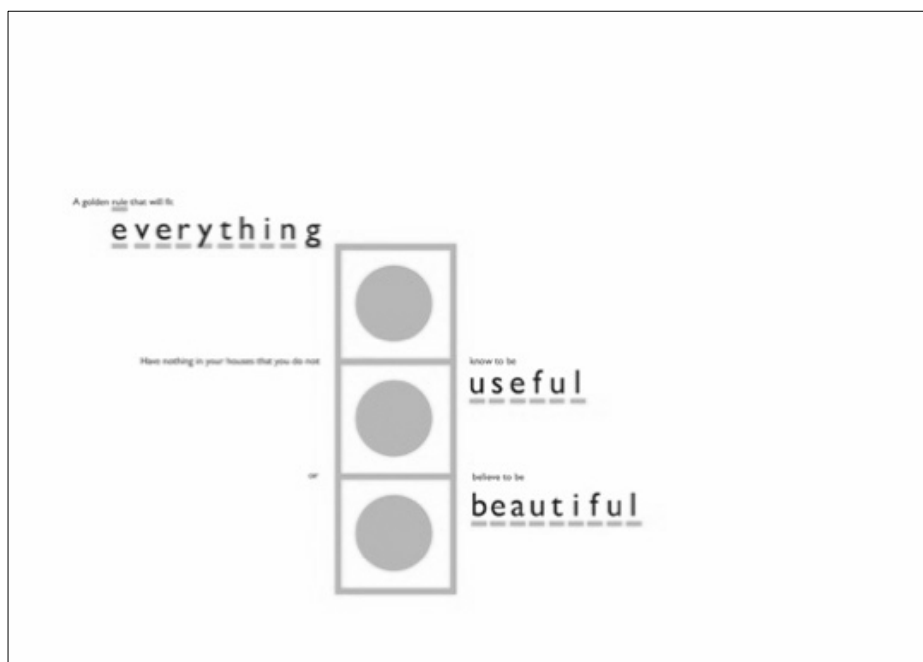 A golden rule that will fit
everything
Have nothing in your houses that you do not
know to be
useful
or
believe to be
beautiful